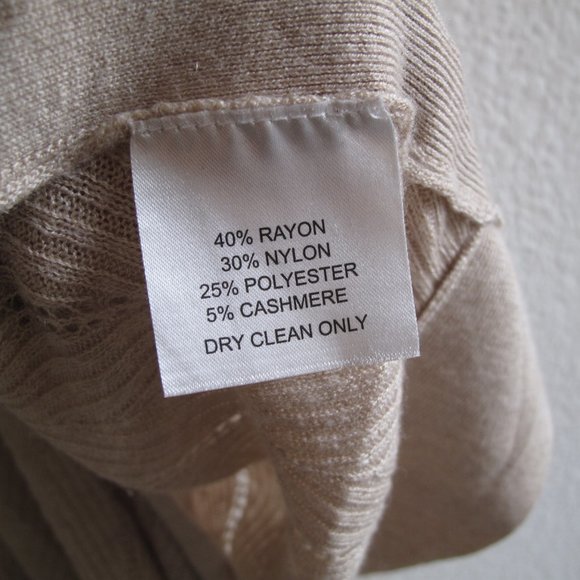 40% RAYON
30% NYLON
25% POLYESTER
5% CASHMERE
DRY CLEAN ONLY